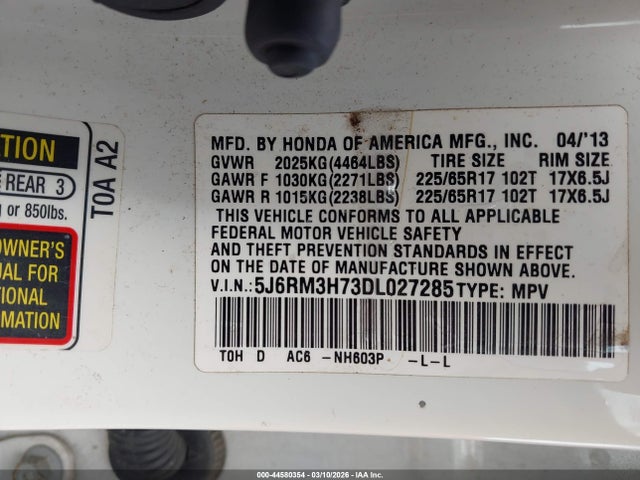 TION
REAR 3
g or 850lbs.
OWNER'S
UAL FOR
TIONAL
RMATION
T0A A2
MFD. BY HONDA OF AMERICA MFG., INC. 04/'13
GVWR 2025KG(4464LBS) TIRE SIZE RIM SIZE
GAWR F 1030KG(2271LBS) 225/65R17 102T 17X6.5J
GAWR R 1015KG(2238LBS) 225/65R17 102T 17X6.5J
THIS VEHICLE CONFORMS TO ALL APPLICABLE
FEDERAL MOTOR VEHICLE SAFETY
AND THEFT PREVENTION STANDARDS IN EFFECT
ON THE DATE OF MANUFACTURE SHOWN ABOVE.
V.I.N.:5J6RM3H73DL027285 TYPE: MPV
T0H D AC6 -NH603P -L-L
000-44580354 | 03/10/2026 | IAA Inc.